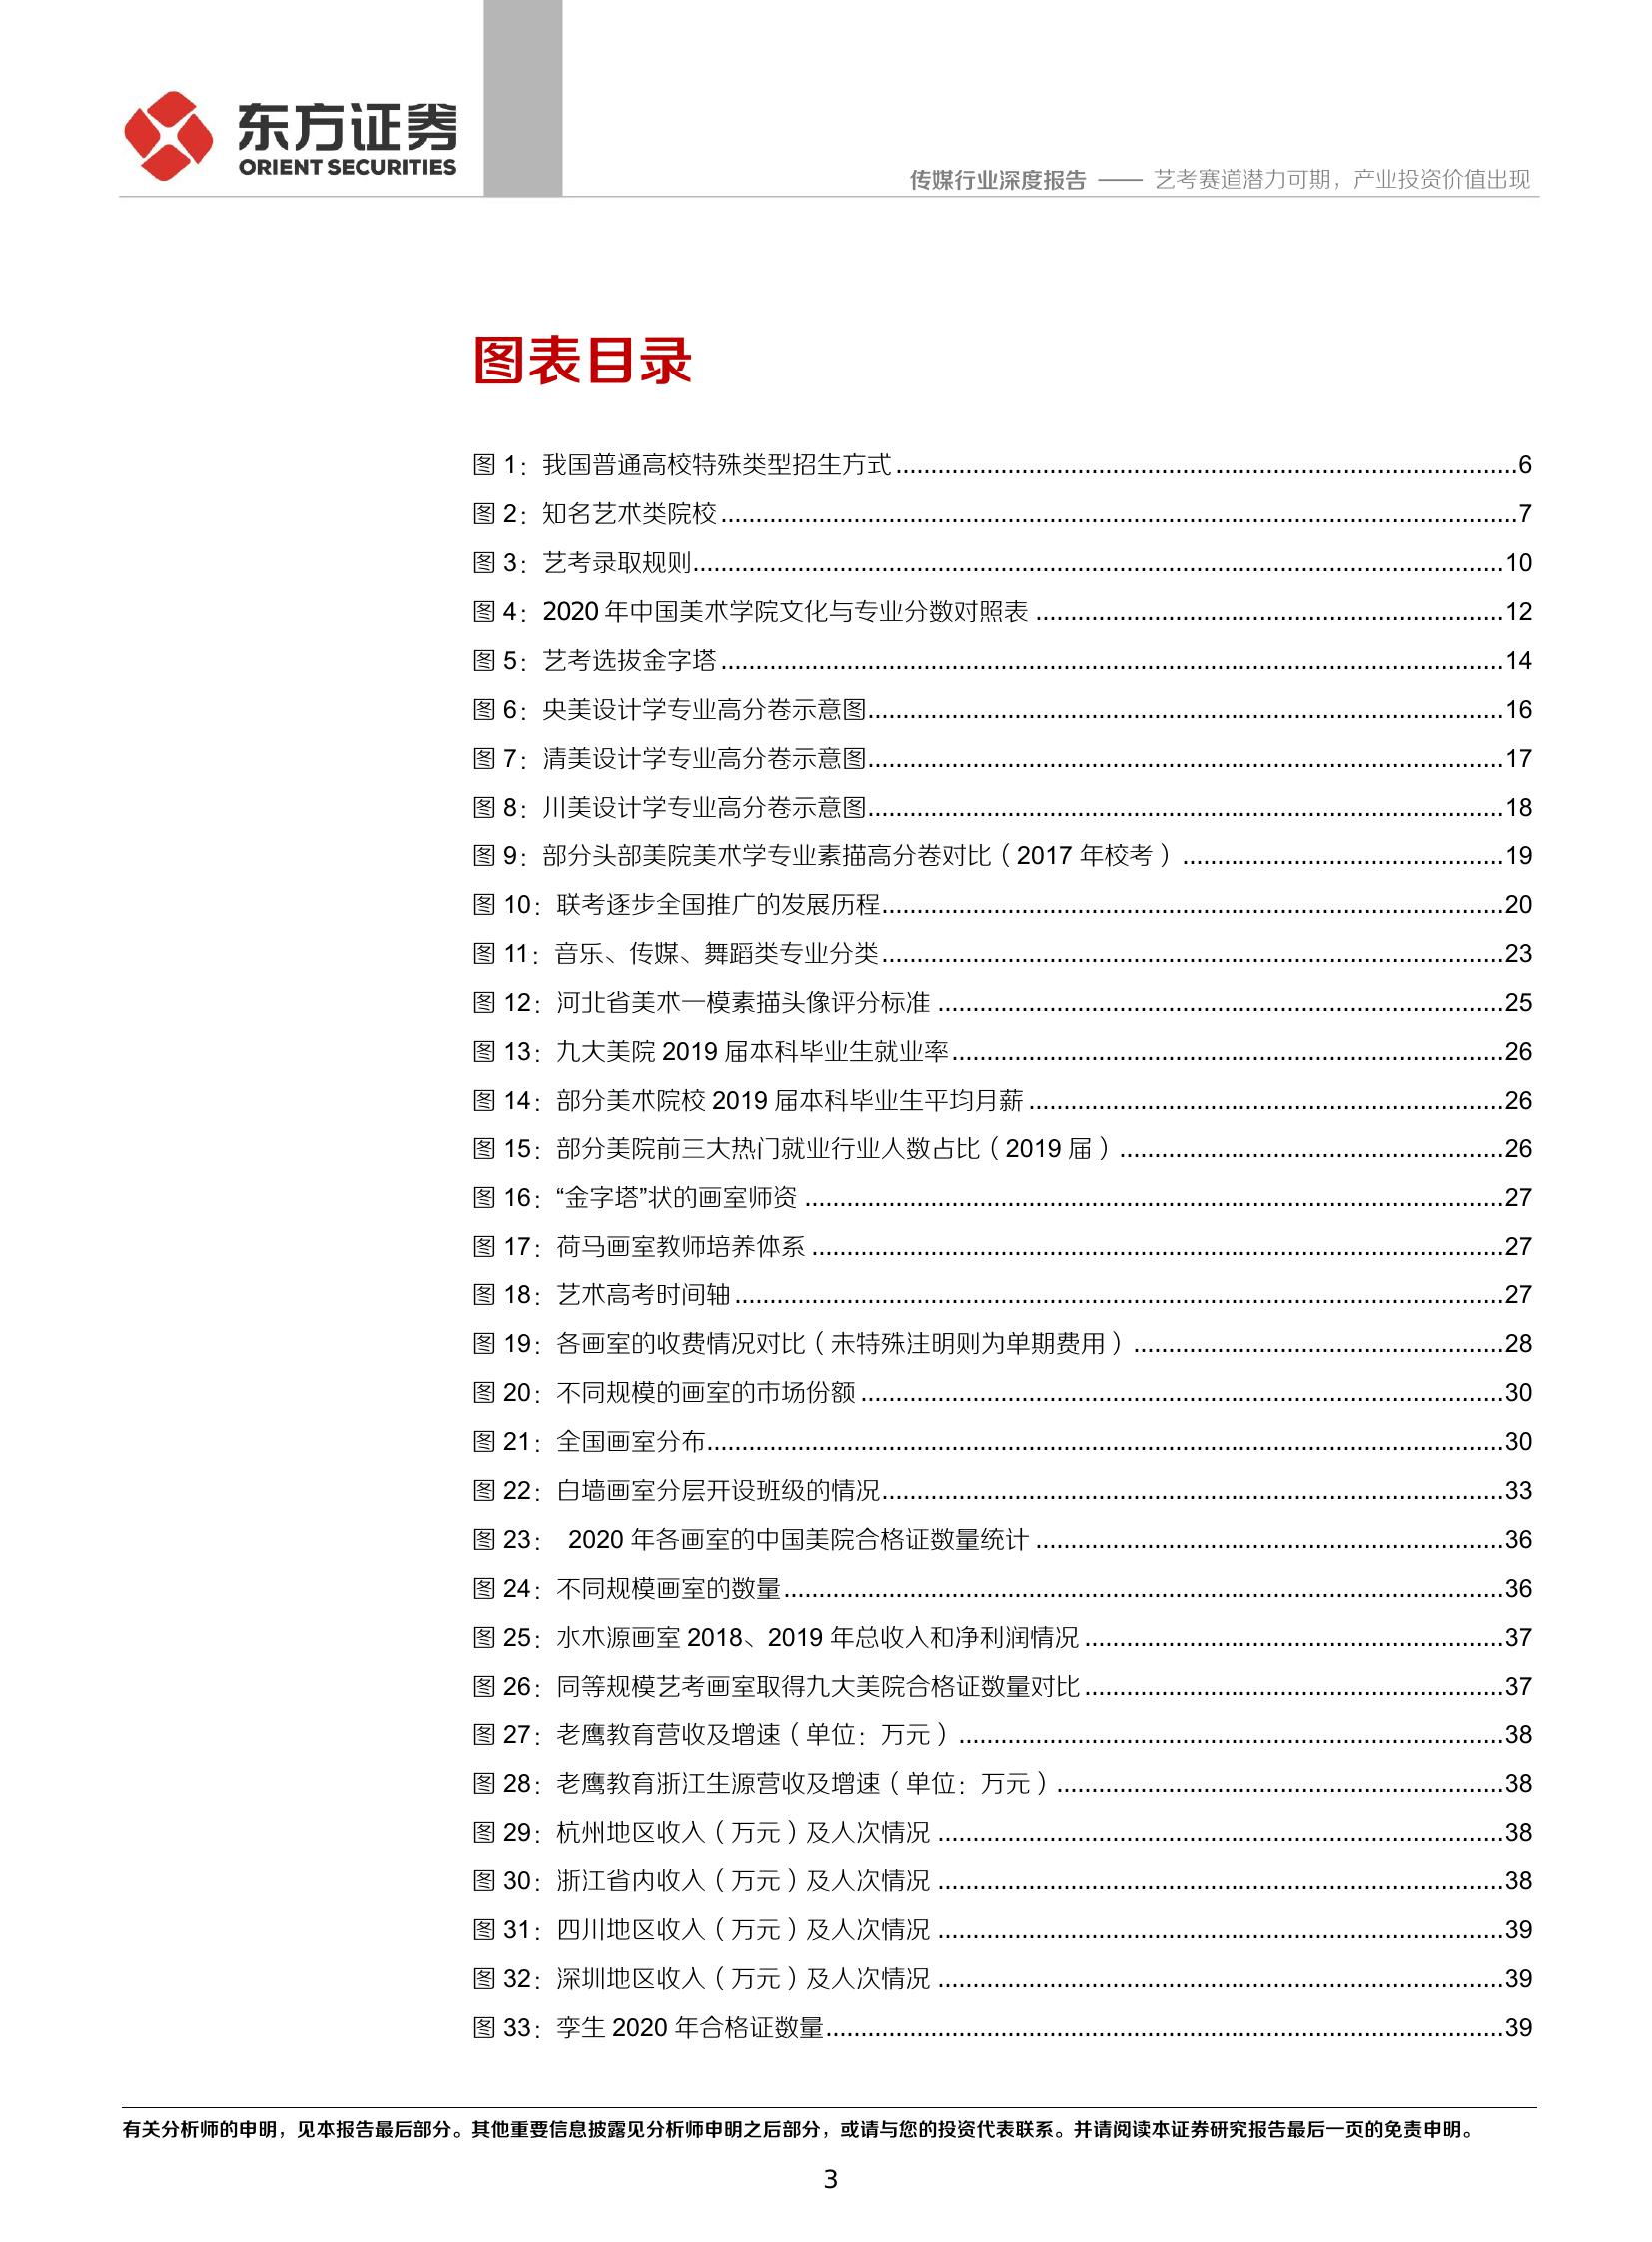 东方证券
ORIENT SECURITIES
传媒行业深度报告 —— 艺考赛道潜力可期，产业投资价值出现
图表目录
图 1：我国普通高校特殊类型招生方式....................6
图 2：知名艺术类院校....................7
图 3：艺考录取规则....................10
图 4：2020 年中国美术学院文化与专业分数对照表....................12
图 5：艺考选拔金字塔....................14
图 6：央美设计学专业高分卷示意图....................16
图 7：清美设计学专业高分卷示意图....................17
图 8：川美设计学专业高分卷示意图....................18
图 9：部分头部美院美术学专业素描高分卷对比（2017 年校考）....................19
图 10：联考逐步全国推广的发展历程....................20
图 11：音乐、传媒、舞蹈类专业分类....................23
图 12：河北省美术一模素描头像评分标准....................25
图 13：九大美院 2019 届本科毕业生就业率....................26
图 14：部分美术院校 2019 届本科毕业生平均月薪....................26
图 15：部分美院前三大热门就业行业人数占比（2019 届）....................26
图 16：“金字塔”状的画室师资....................27
图 17：荷马画室教师培养体系....................27
图 18：艺术高考时间轴....................27
图 19：各画室的收费情况对比（未特殊注明则为单期费用）....................28
图 20：不同规模的画室的市场份额....................30
图 21：全国画室分布....................30
图 22：白墙画室分层开设班级的情况....................33
图 23： 2020 年各画室的中国美院合格证数量统计....................36
图 24：不同规模画室的数量....................36
图 25：水木源画室 2018、2019 年总收入和净利润情况....................37
图 26：同等规模艺考画室取得九大美院合格证数量对比....................37
图 27：老鹰教育营收及增速（单位：万元）....................38
图 28：老鹰教育浙江生源营收及增速（单位：万元）....................38
图 29：杭州地区收入（万元）及人次情况....................38
图 30：浙江省内收入（万元）及人次情况....................38
图 31：四川地区收入（万元）及人次情况....................39
图 32：深圳地区收入（万元）及人次情况....................39
图 33：孪生 2020 年合格证数量....................39
有关分析师的申明，见本报告最后部分。其他重要信息披露见分析师申明之后部分，或请与您的投资代表联系。并请阅读本证券研究报告最后一页的免责申明。
3